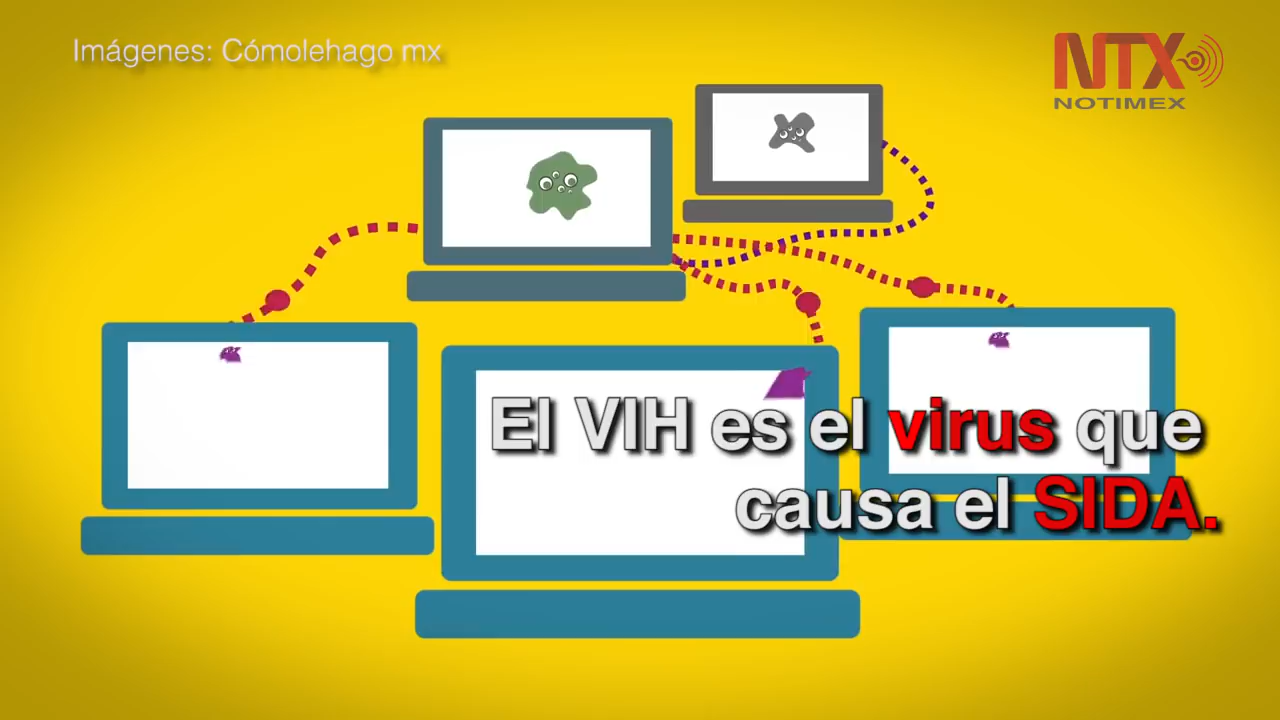 Imágenes: Cómolehago mx
NTX
NOTIMEX
El VIH es el virus que
causa el SIDA.